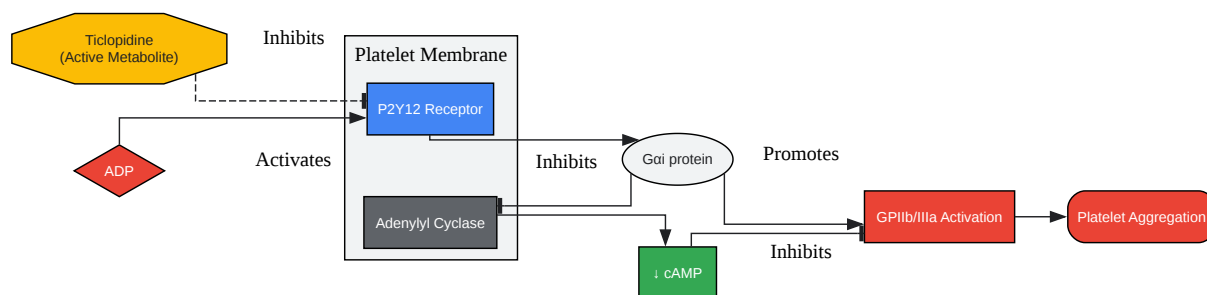 Ticlopidine
(Active Metabolite)
Inhibits
Platelet Membrane
P2Y12 Receptor
ADP
Activates
Inhibits
Gαi protein
Promotes
Adenylyl Cyclase
GPIIb/IIIa Activation
Platelet Aggregation
Inhibits
↓ cAMP